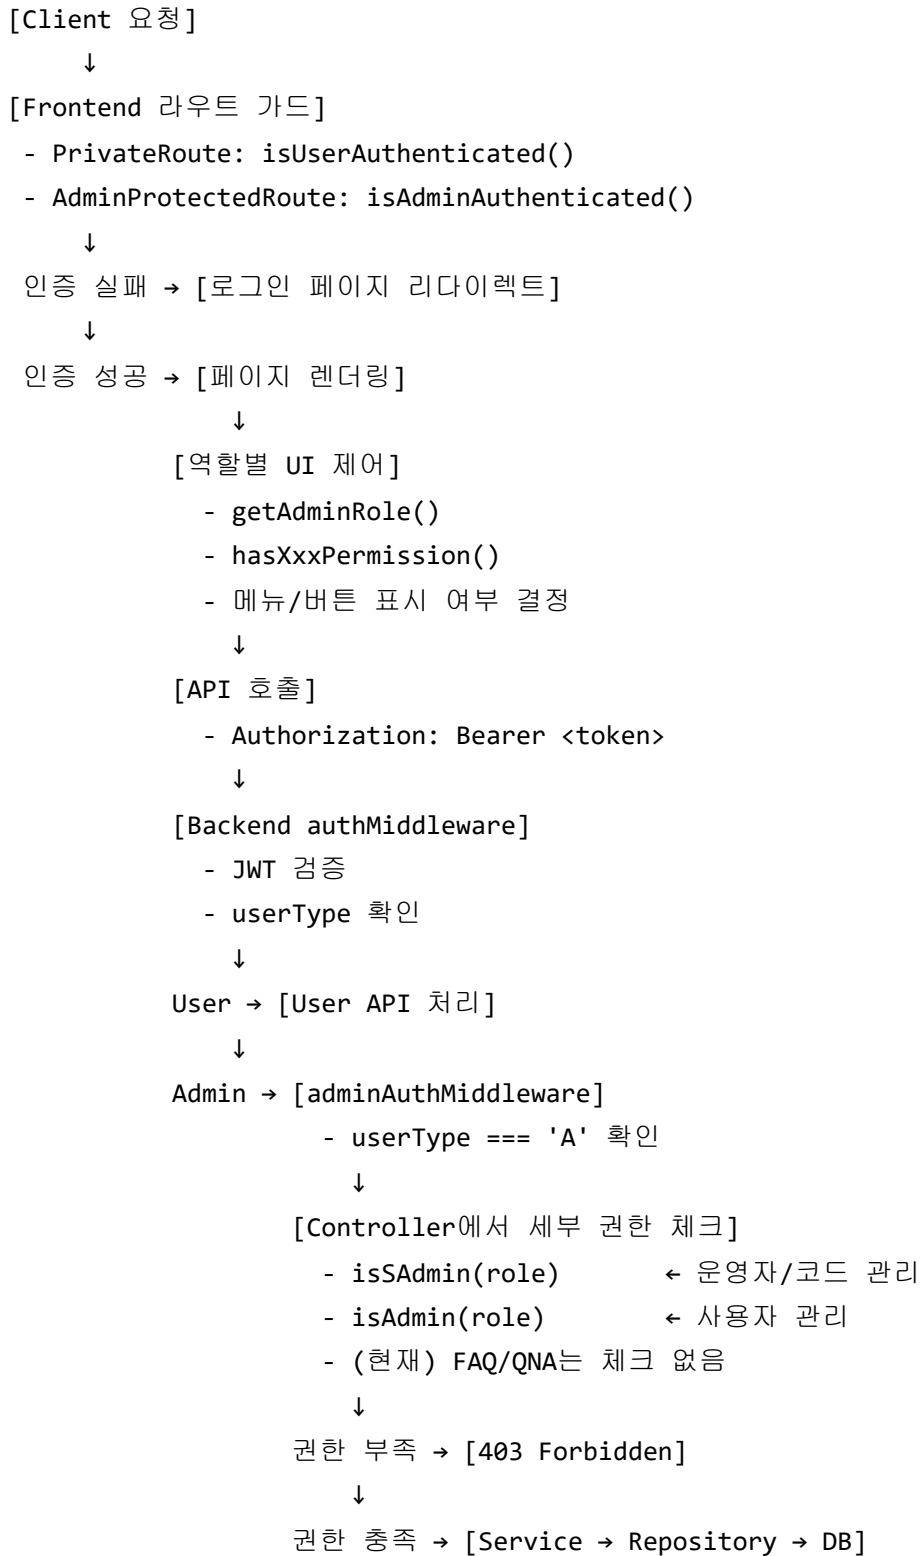 [Client 요청]
↓
[Frontend 라우트 가드]
- PrivateRoute: isUserAuthenticated()
- AdminProtectedRoute: isAdminAuthenticated()
↓
인증 실패 → [로그인 페이지 리다이렉트]
↓
인증 성공 → [페이지 렌더링]
↓
[역할별 UI 제어]
- getAdminRole()
- hasXxxPermission()
- 메뉴/버튼 표시 여부 결정
↓
[API 호출]
- Authorization: Bearer <token>
↓
[Backend authMiddleware]
- JWT 검증
- userType 확인
↓
User → [User API 처리]
↓
Admin → [adminAuthMiddleware]
- userType === 'A' 확인
↓
[Controller에서 세부 권한 체크]
- isSAdmin(role) ← 운영자/코드 관리
- isAdmin(role) ← 사용자 관리
- (현재) FAQ/QNA는 체크 없음
↓
권한 부족 → [403 Forbidden]
↓
권한 충족 → [Service → Repository → DB]